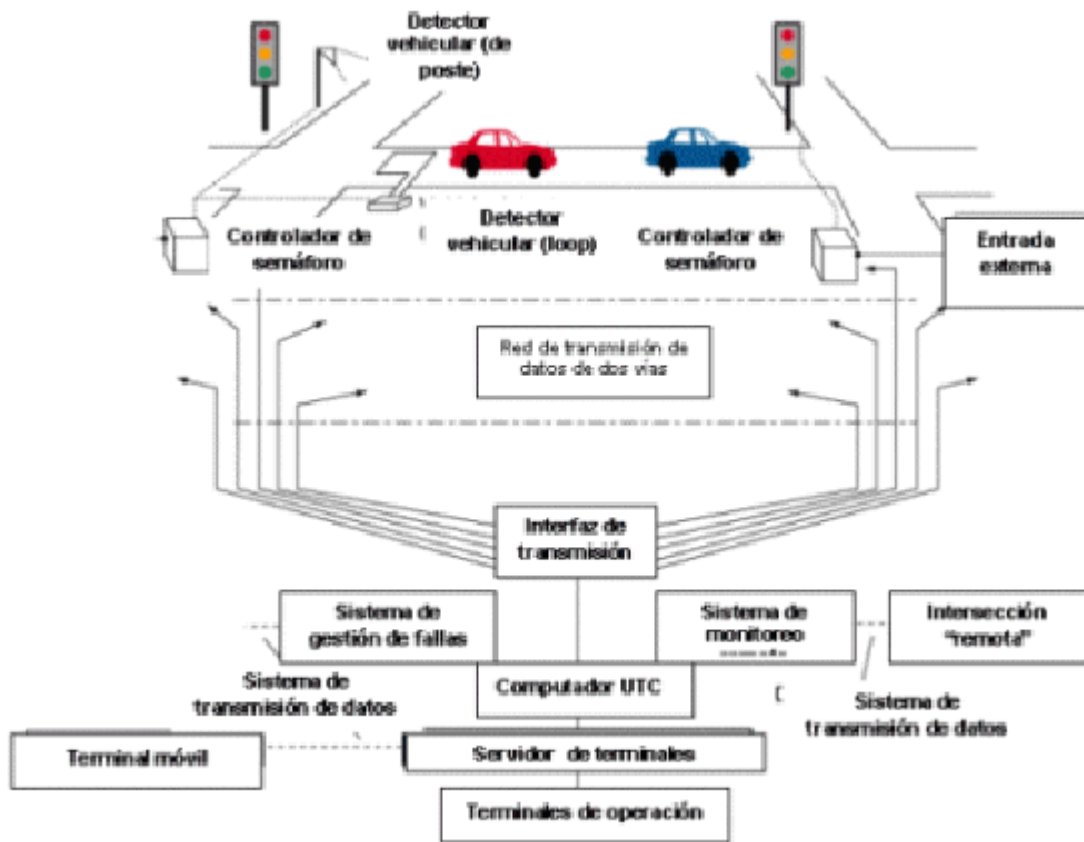 Detector
vehicular (de
poste)
Controlador de
semáforo
Detector
vehicular (loop)
Controlador de
semáforo
Entrada
externa
Red de transmisión de
datos de dos vías
Interfaz de
transmisión
Sistema de
gestión de fallas
Sistema de
monitoreo
Intersección
"remota"
Sistema de
transmisión de datos
Computador UTC
Sistema de
transmisión de datos
Terminal móvil
Servidor de terminales
Terminales de operación